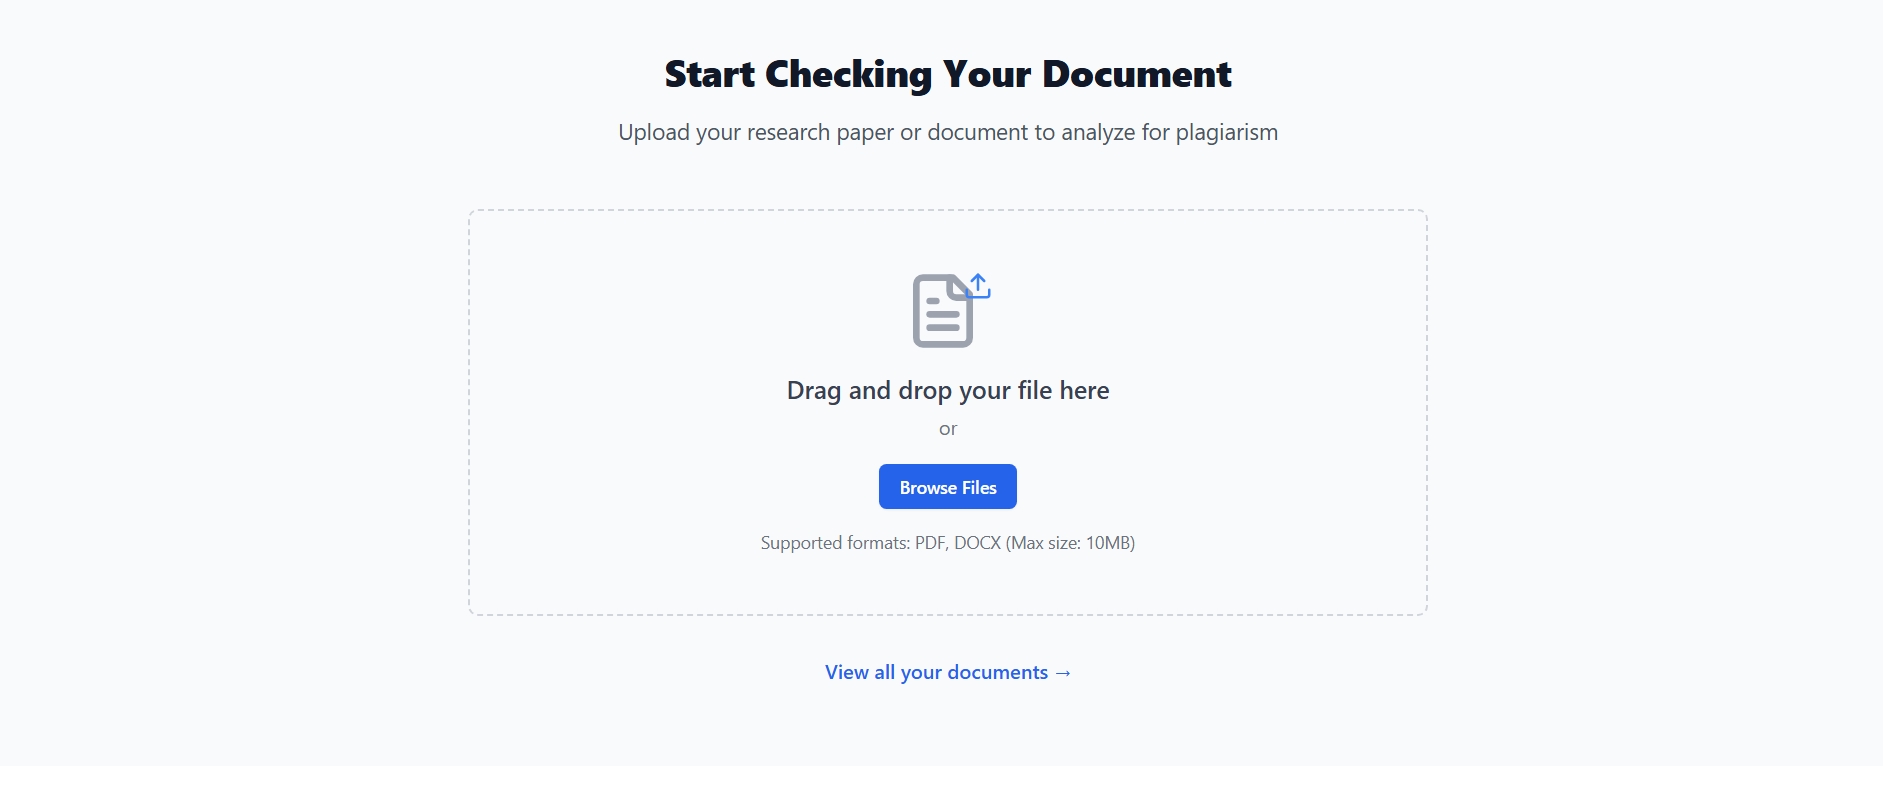 Start Checking Your Document
Upload your research paper or document to analyze for plagiarism
Drag and drop your file here
or
Browse Files
Supported formats: PDF, DOCX (Max size: 10MB)
View all your documents →